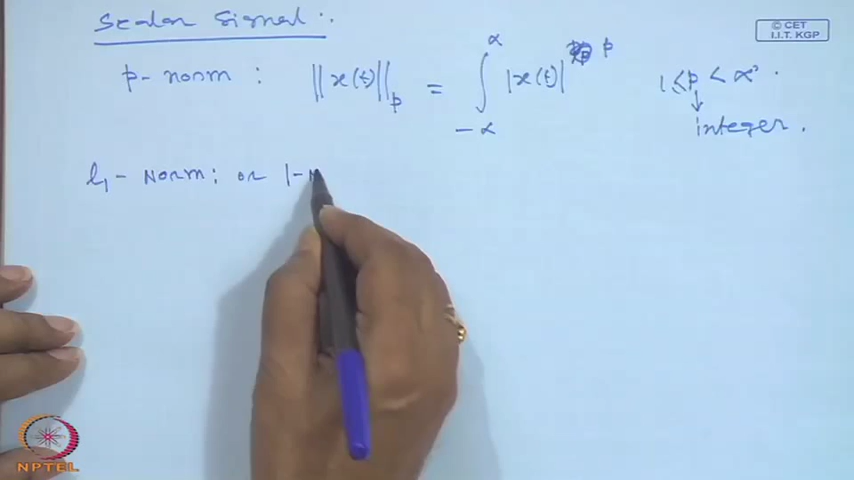 Scalar Signal :.
© CET
I.I.T. KGP
p-norm : ||x(t)||p = ∫_{-α}^{α} |x(t)|^p 1 ≤ p < α.
integer.
l1 - Norm: or 1-N
NPTEL